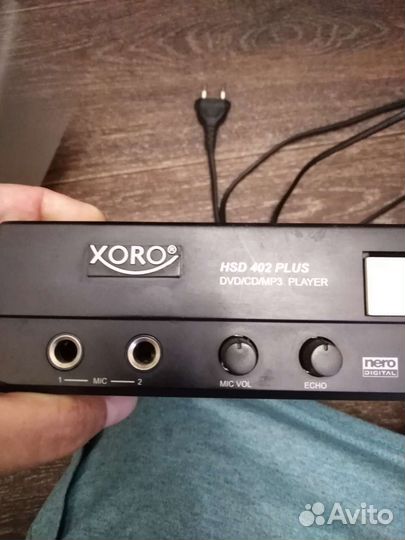 XORO®
HSD 402 PLUS
DVD/CD/MP3 PLAYER
1 MIC 2
MIC VOL
ECHO
nero
DIGITAL
Avito